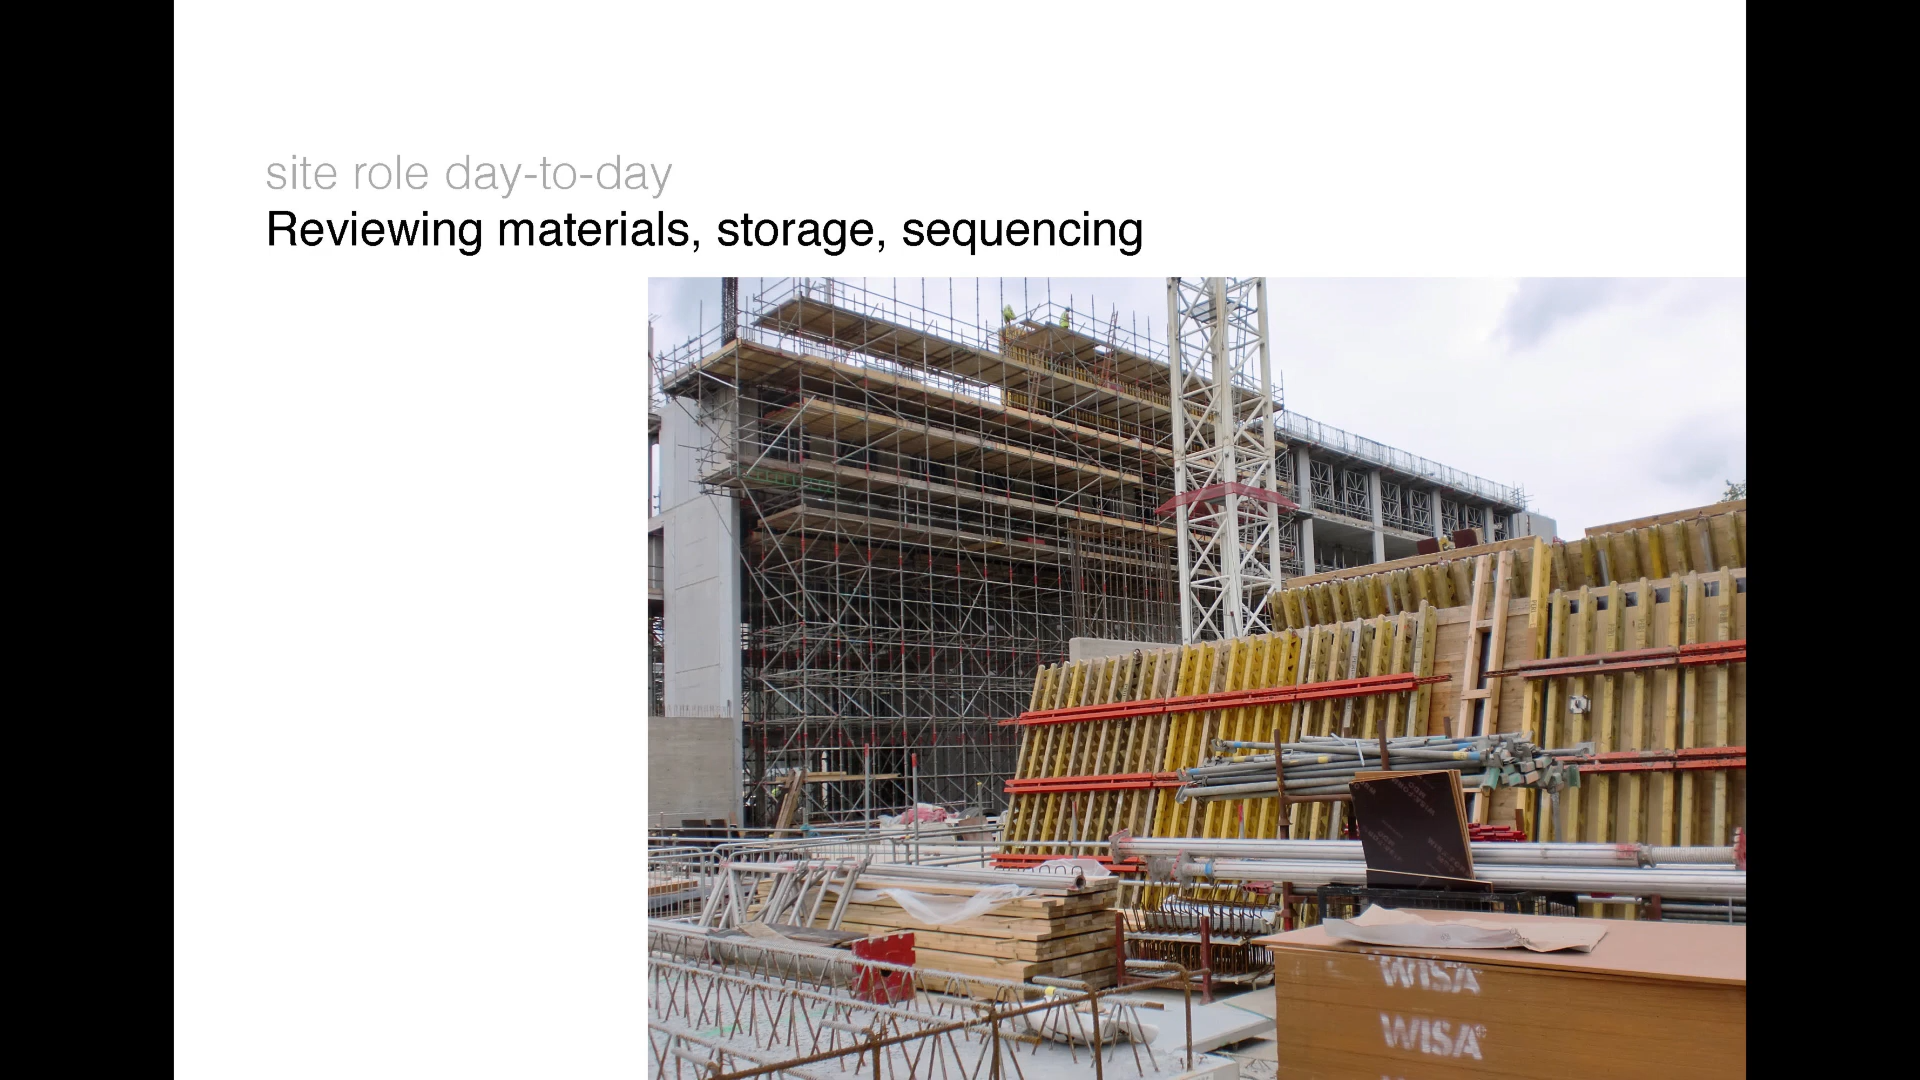 site role day-to-day
Reviewing materials, storage, sequencing
WISA
WISA